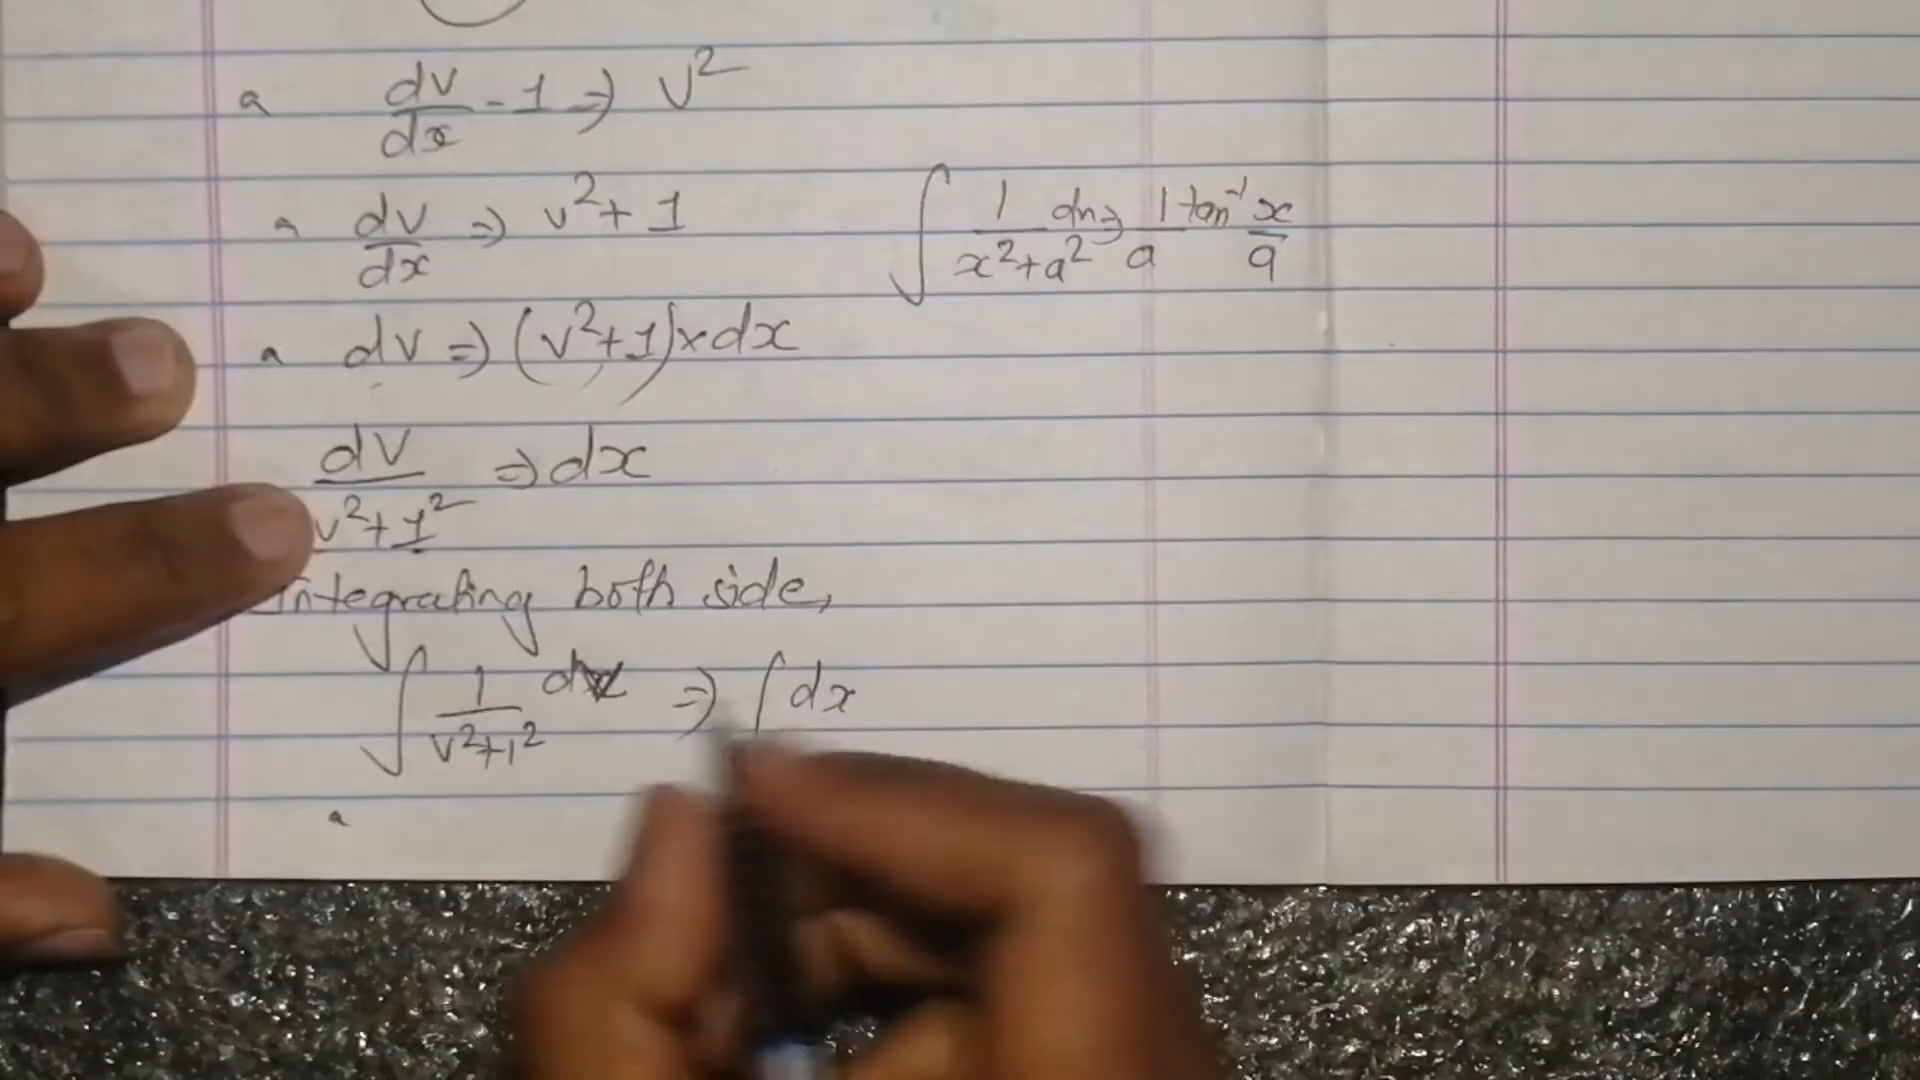 dv/dx - 1 ⇒ v²
dv/dx ⇒ v² + 1
∫ 1/(x²+a²) dn ⇒ 1/a tan⁻¹ x/a
dv ⇒ (v²+1) × dx
dv/(v²+1²) ⇒ dx
Integrating both side,
∫ 1/(v²+1²) dv ⇒ ∫ dx